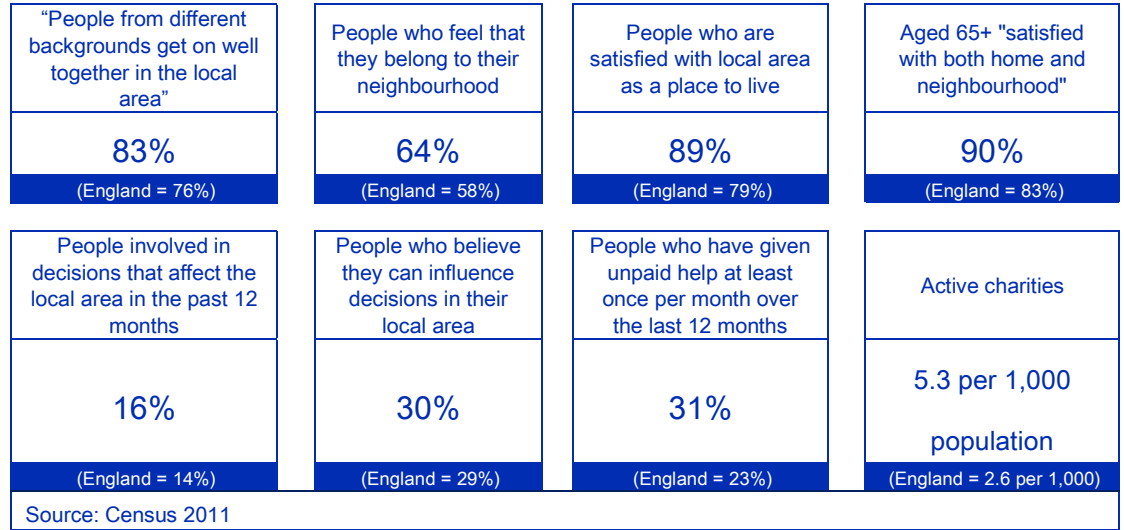 “People from different
backgrounds get on well
together in the local
area”
83%
(England = 76%)
People who feel that
they belong to their
neighbourhood
64%
(England = 58%)
People who are
satisfied with local area
as a place to live
89%
(England = 79%)
Aged 65+ "satisfied
with both home and
neighbourhood"
90%
(England = 83%)
People involved in
decisions that affect the
local area in the past 12
months
16%
(England = 14%)
People who believe
they can influence
decisions in their
local area
30%
(England = 29%)
People who have given
unpaid help at least
once per month over
the last 12 months
31%
(England = 23%)
Active charities
5.3 per 1,000
population
(England = 2.6 per 1,000)
Source: Census 2011